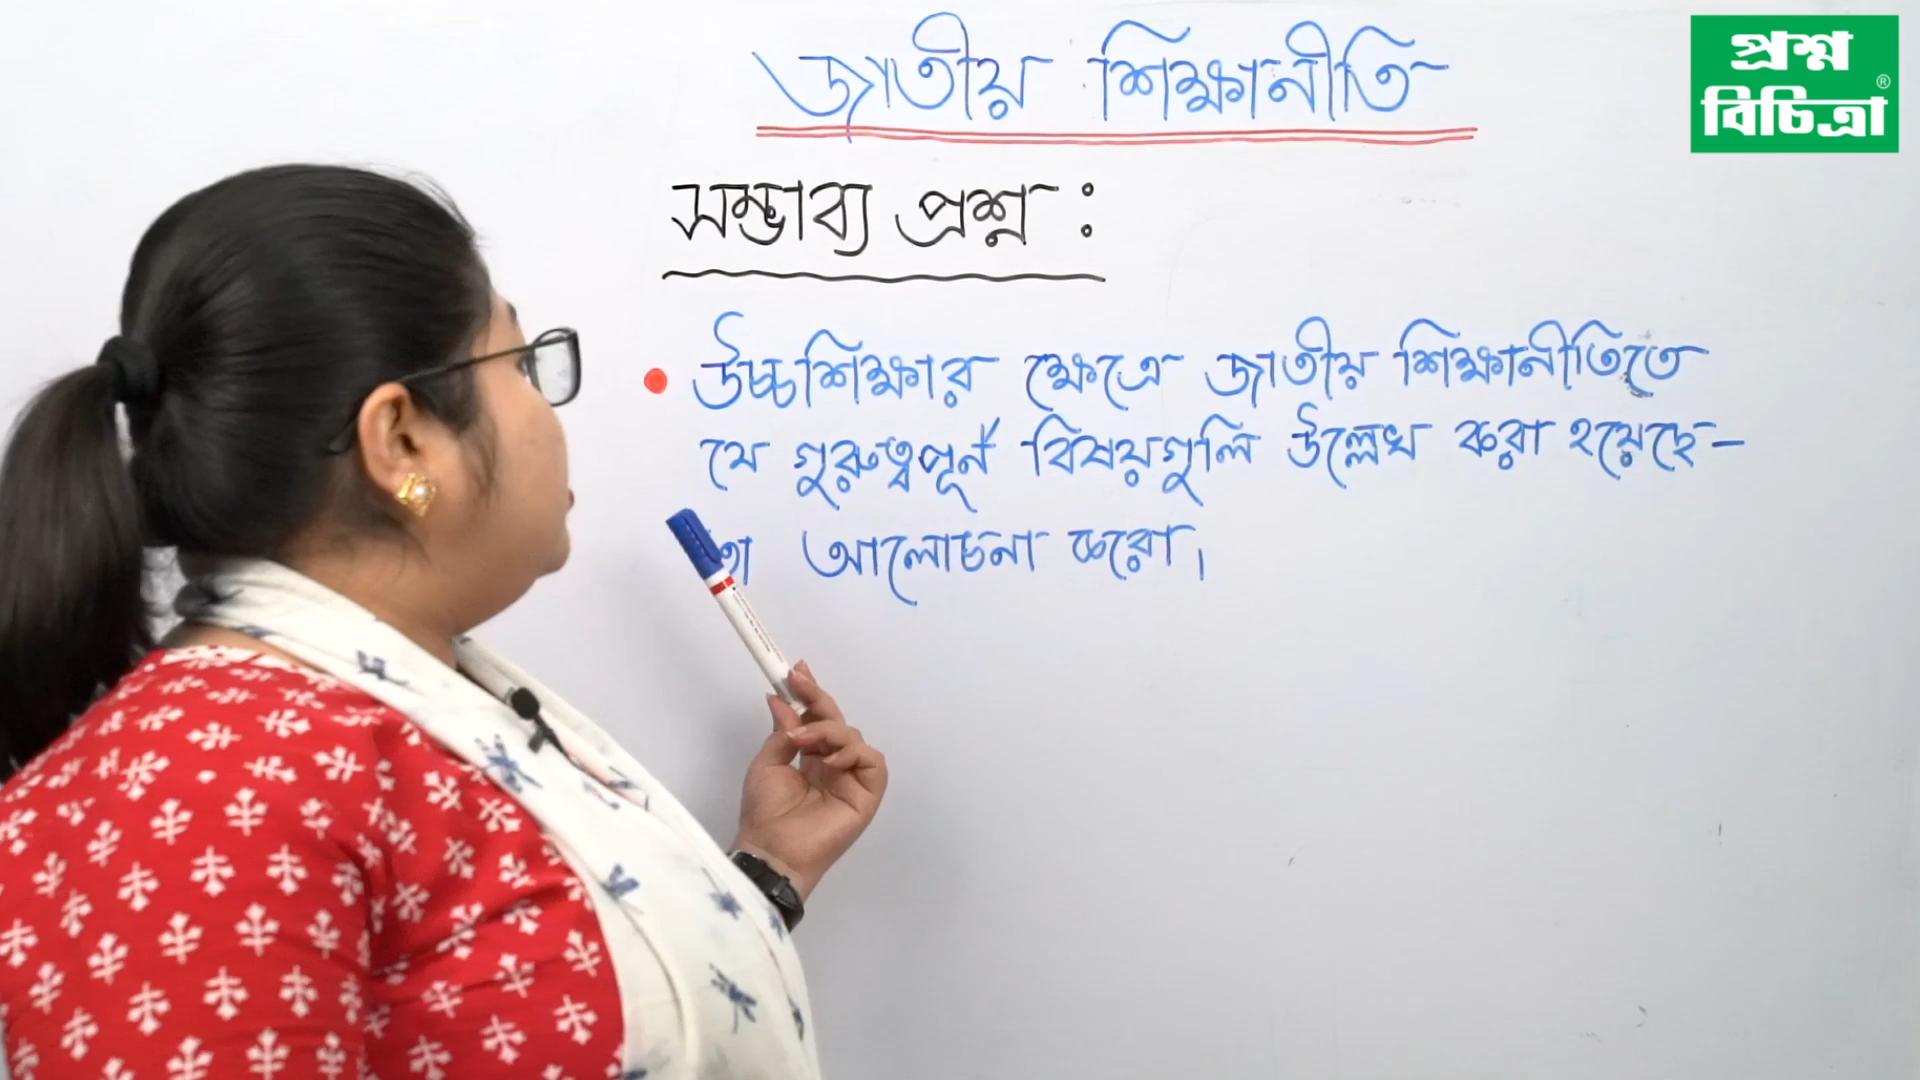 জাতীয় শিক্ষানীতি
প্রশ্ন
বিচিত্রা®
সম্ভাব্য প্রশ্ন :
• উচ্চশিক্ষার ক্ষেত্রে জাতীয় শিক্ষানীতিতে
যে গুরুত্বপূর্ন বিষয়গুলি উল্লেখ করা হয়েছে-
তা আলোচনা করো।